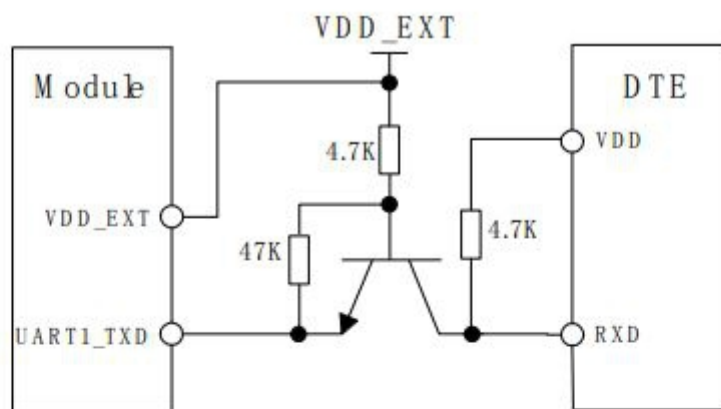 VDD_EXT
Module
DTE
4.7K
VDD
VDD_EXT
47K
4.7K
UART1_TXD
RXD